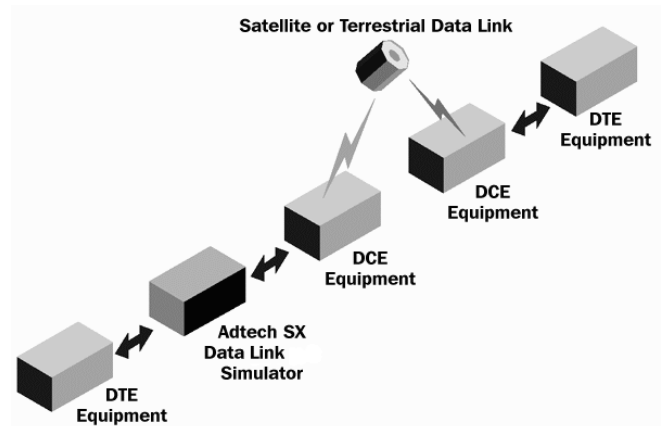 Satellite or Terrestrial Data Link
DTE
Equipment
DCE
Equipment
DCE
Equipment
Adtech SX
Data Link
Simulator
DTE
Equipment